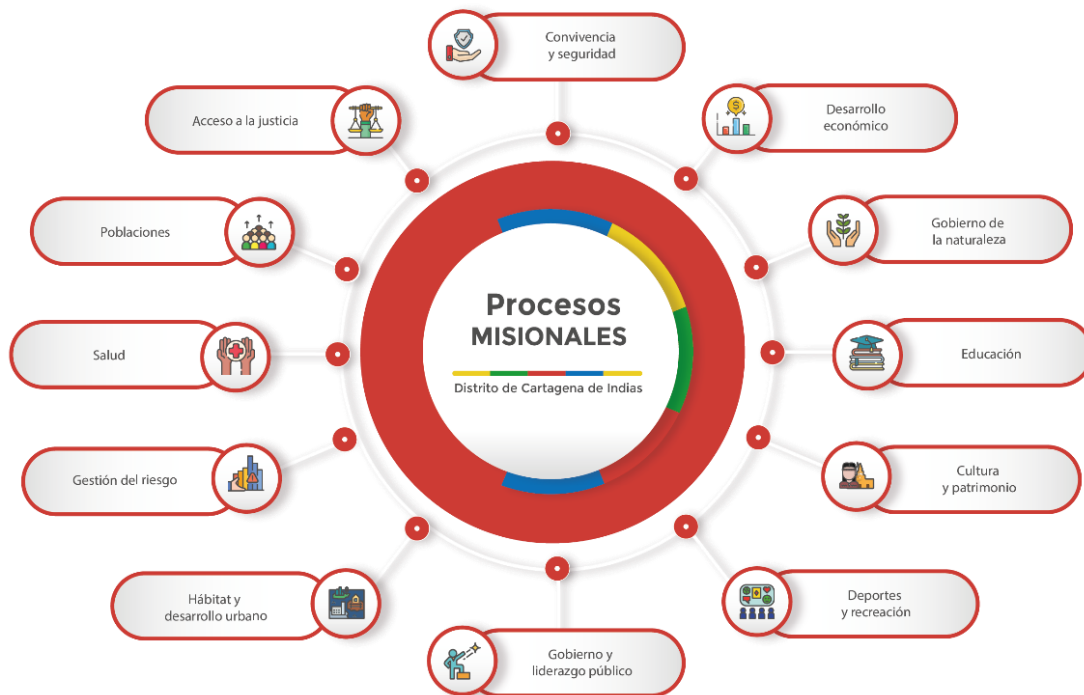 Procesos
MISIONALES
Distrito de Cartagena de Indias
Convivencia
y seguridad
Desarrollo
económico
Gobierno de
la naturaleza
Educación
Cultura
y patrimonio
Deportes
y recreación
Gobierno y
liderazgo público
Hábitat y
desarrollo urbano
Gestión del riesgo
Salud
Poblaciones
Acceso a la justicia